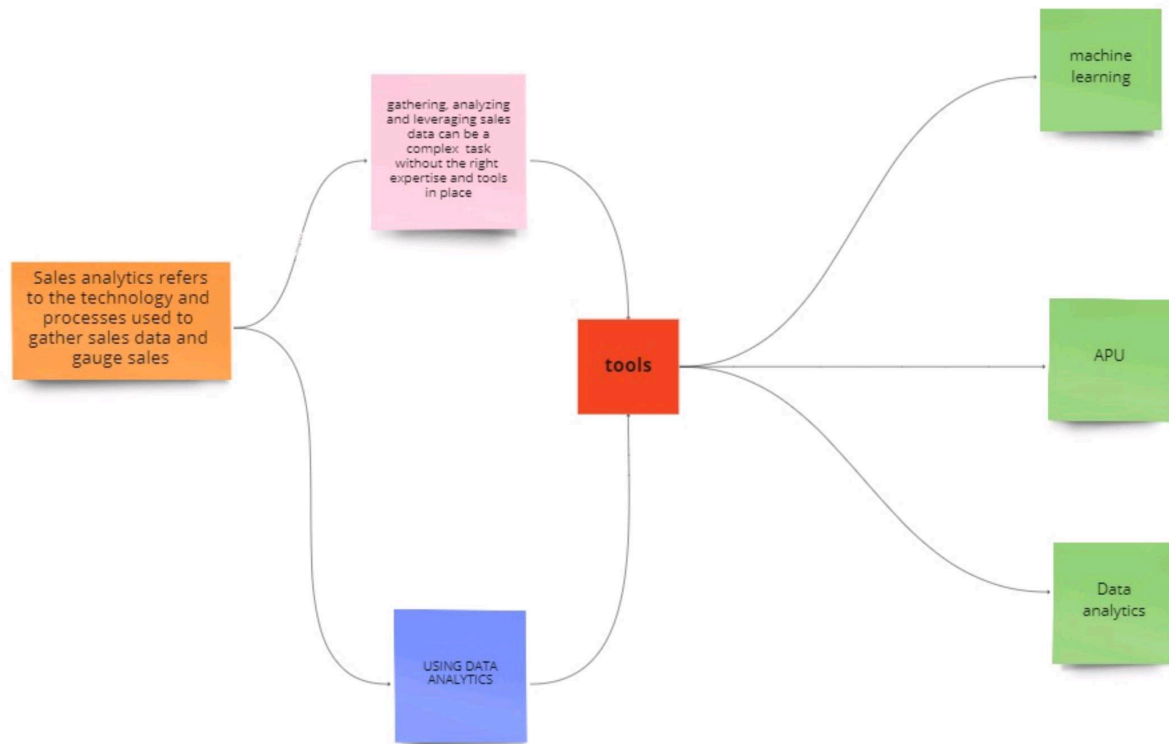 Sales analytics refers
to the technology and
processes used to
gather sales data and
gauge sales
gathering, analyzing
and leveraging sales
data can be a
complex task
without the right
expertise and tools
in place
USING DATA
ANALYTICS
tools
machine
learning
APU
Data
analytics